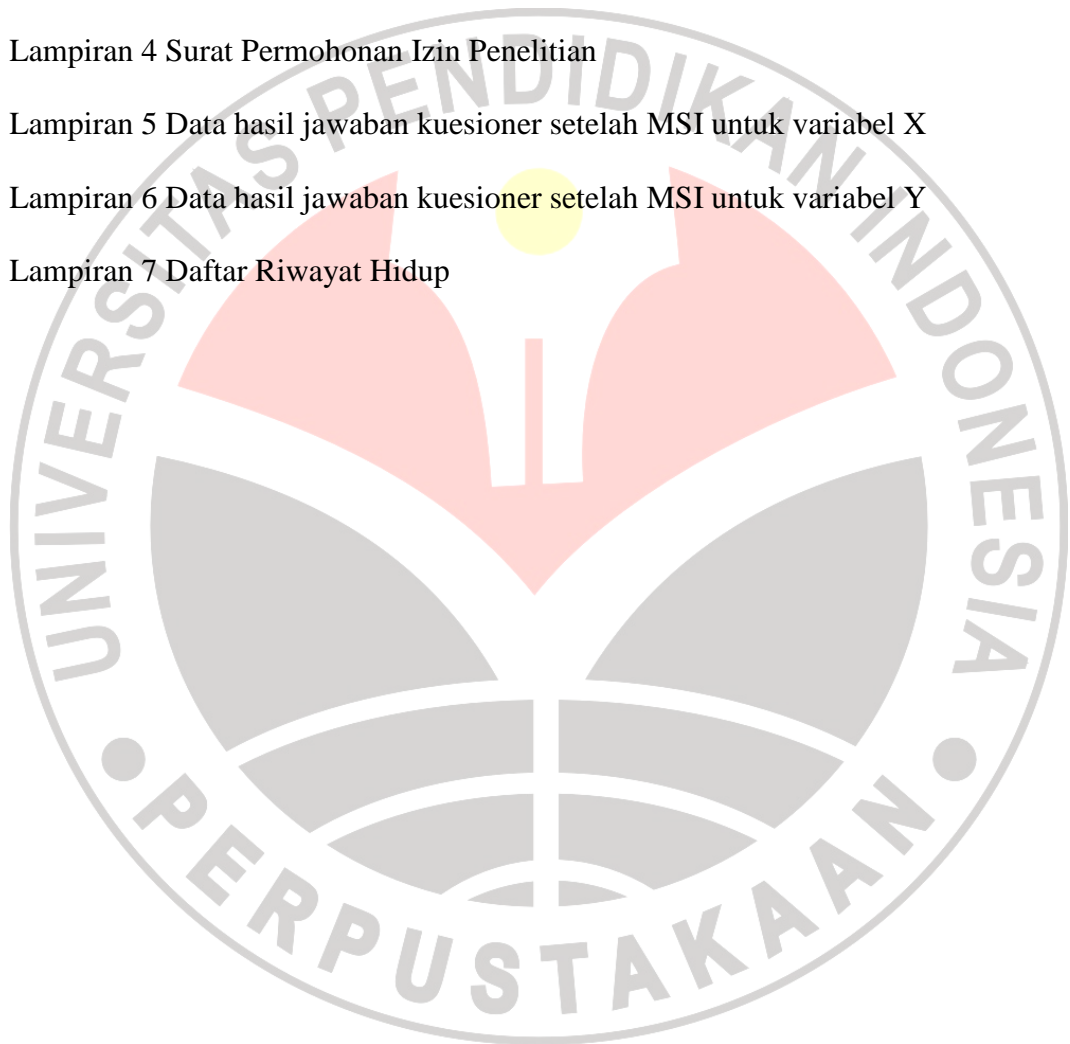 Lampiran 4 Surat Permohonan Izin Penelitian
Lampiran 5 Data hasil jawaban kuesioner setelah MSI untuk variabel X
Lampiran 6 Data hasil jawaban kuesioner setelah MSI untuk variabel Y
Lampiran 7 Daftar Riwayat Hidup
UNIVERSITAS PENDIDIKAN INDONESIA
PERPUSTAKAAN